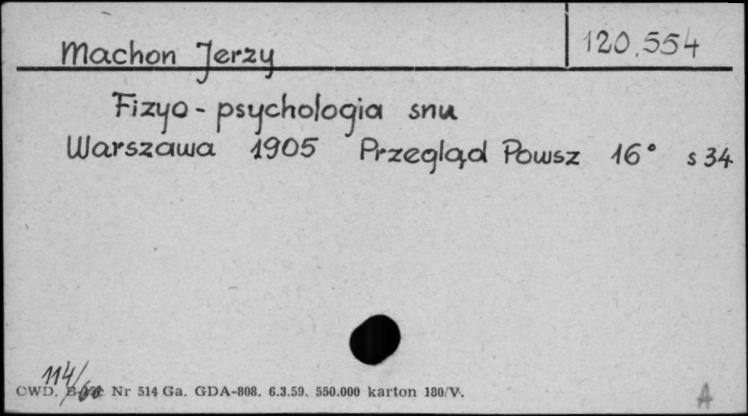 Machon Jerzy
120.554
Fizyo - psychologia snu
Warszawa 1905 Przegląd Powsz 16° s 34
114/60
CWD. Nr 514 Ga. GDA-808. 6.3.59. 550.000 karton 180/V.
A